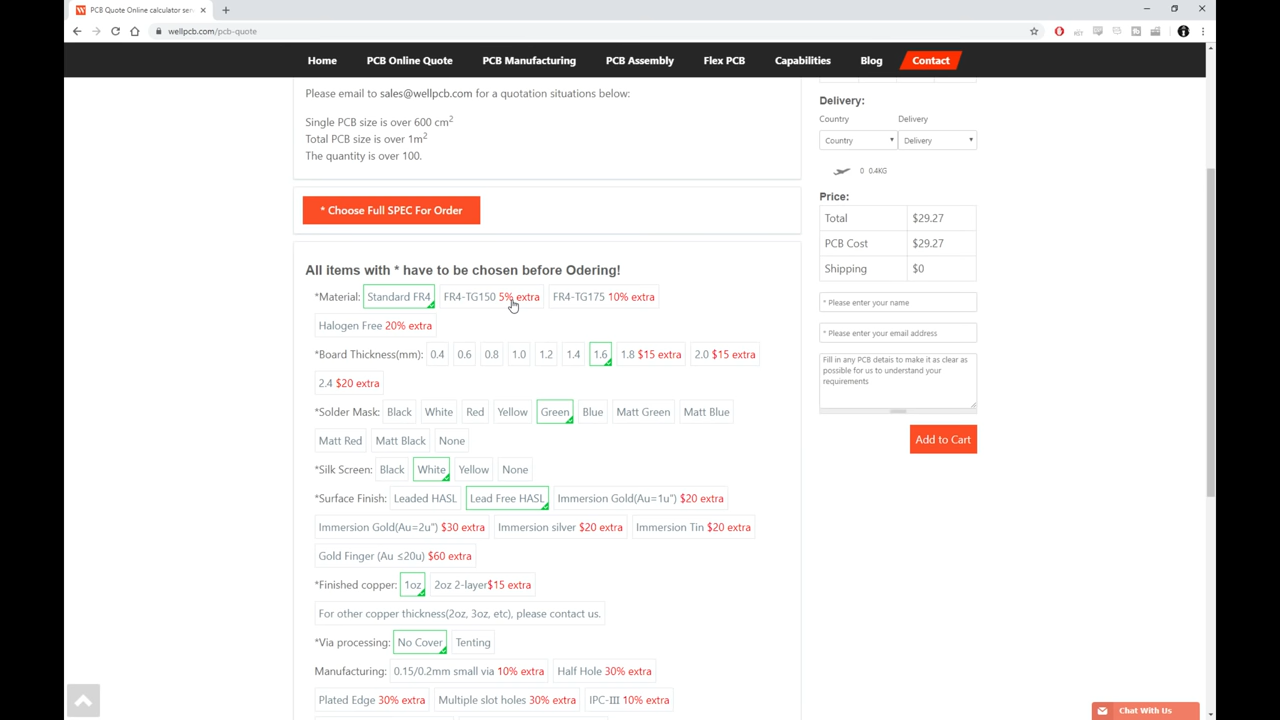 PCB Quote Online calculator ser
wellpcb.com/pcb-quote
Home PCB Online Quote PCB Manufacturing PCB Assembly Flex PCB Capabilities Blog Contact
Please email to sales@wellpcb.com for a quotation situations below:
Single PCB size is over 600 cm2
Total PCB size is over 1m2
The quantity is over 100.
* Choose Full SPEC For Order
All items with * have to be chosen before Odering!
*Material: Standard FR4 FR4-TG150 5% extra FR4-TG175 10% extra
Halogen Free 20% extra
*Board Thickness(mm): 0.4 0.6 0.8 1.0 1.2 1.4 1.6 1.8 $15 extra 2.0 $15 extra
2.4 $20 extra
*Solder Mask: Black White Red Yellow Green Blue Matt Green Matt Blue
Matt Red Matt Black None
*Silk Screen: Black White Yellow None
*Surface Finish: Leaded HASL Lead Free HASL Immersion Gold(Au=1u") $20 extra
Immersion Gold(Au=2u") $30 extra Immersion silver $20 extra Immersion Tin $20 extra
Gold Finger (Au ≤20u) $60 extra
*Finished copper: 1oz 2oz 2-layer$15 extra
For other copper thickness(2oz, 3oz, etc), please contact us.
*Via processing: No Cover Tenting
Manufacturing: 0.15/0.2mm small via 10% extra Half Hole 30% extra
Plated Edge 30% extra Multiple slot holes 30% extra IPC-III 10% extra
Delivery:
Country Delivery
Country Delivery
0 0.4KG
Price:
Total $29.27
PCB Cost $29.27
Shipping $0
* Please enter your name
* Please enter your email address
Fill in any PCB detais to make it as clear as
possible for us to understand your
requirements
Add to Cart
Chat With Us